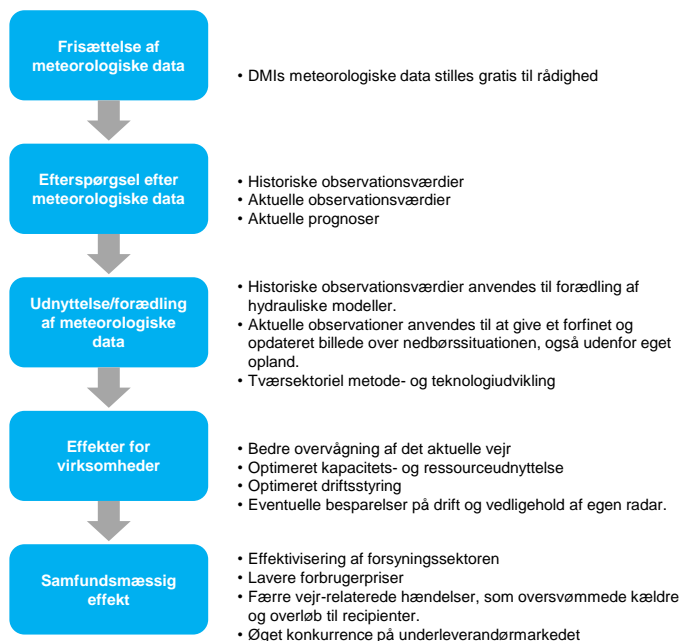 Frisættelse af
meteorologiske data
• DMIs meteorologiske data stilles gratis til rådighed
Efterspørgsel efter
meteorologiske data
• Historiske observationsværdier
• Aktuelle observationsværdier
• Aktuelle prognoser
Udnyttelse/forædling
af meteorologiske
data
• Historiske observationsværdier anvendes til forædling af
hydrauliske modeller.
• Aktuelle observationer anvendes til at give et forfinet og
opdateret billede over nedbørssituationen, også udenfor eget
opland.
• Tværsektoriel metode- og teknologiudvikling
Effekter for
virksomheder
• Bedre overvågning af det aktuelle vejr
• Optimeret kapacitets- og ressourceudnyttelse
• Optimeret driftsstyring
• Eventuelle besparelser på drift og vedligehold af egen radar.
Samfundsmæssig
effekt
• Effektivisering af forsyningssektoren
• Lavere forbrugerpriser
• Færre vejr-relaterede hændelser, som oversvømmede kældre
og overløb til recipienter.
• Øget konkurrence på underleverandørmarkedet